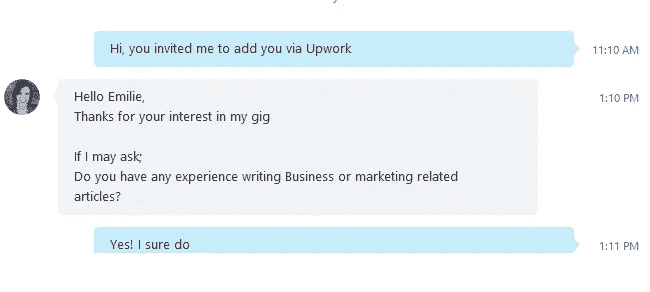 Hi, you invited me to add you via Upwork
11:10 AM
Hello Emilie,
1:10 PM
Thanks for your interest in my gig
If I may ask;
Do you have any experience writing Business or marketing related
articles?
Yes! I sure do
1:11 PM